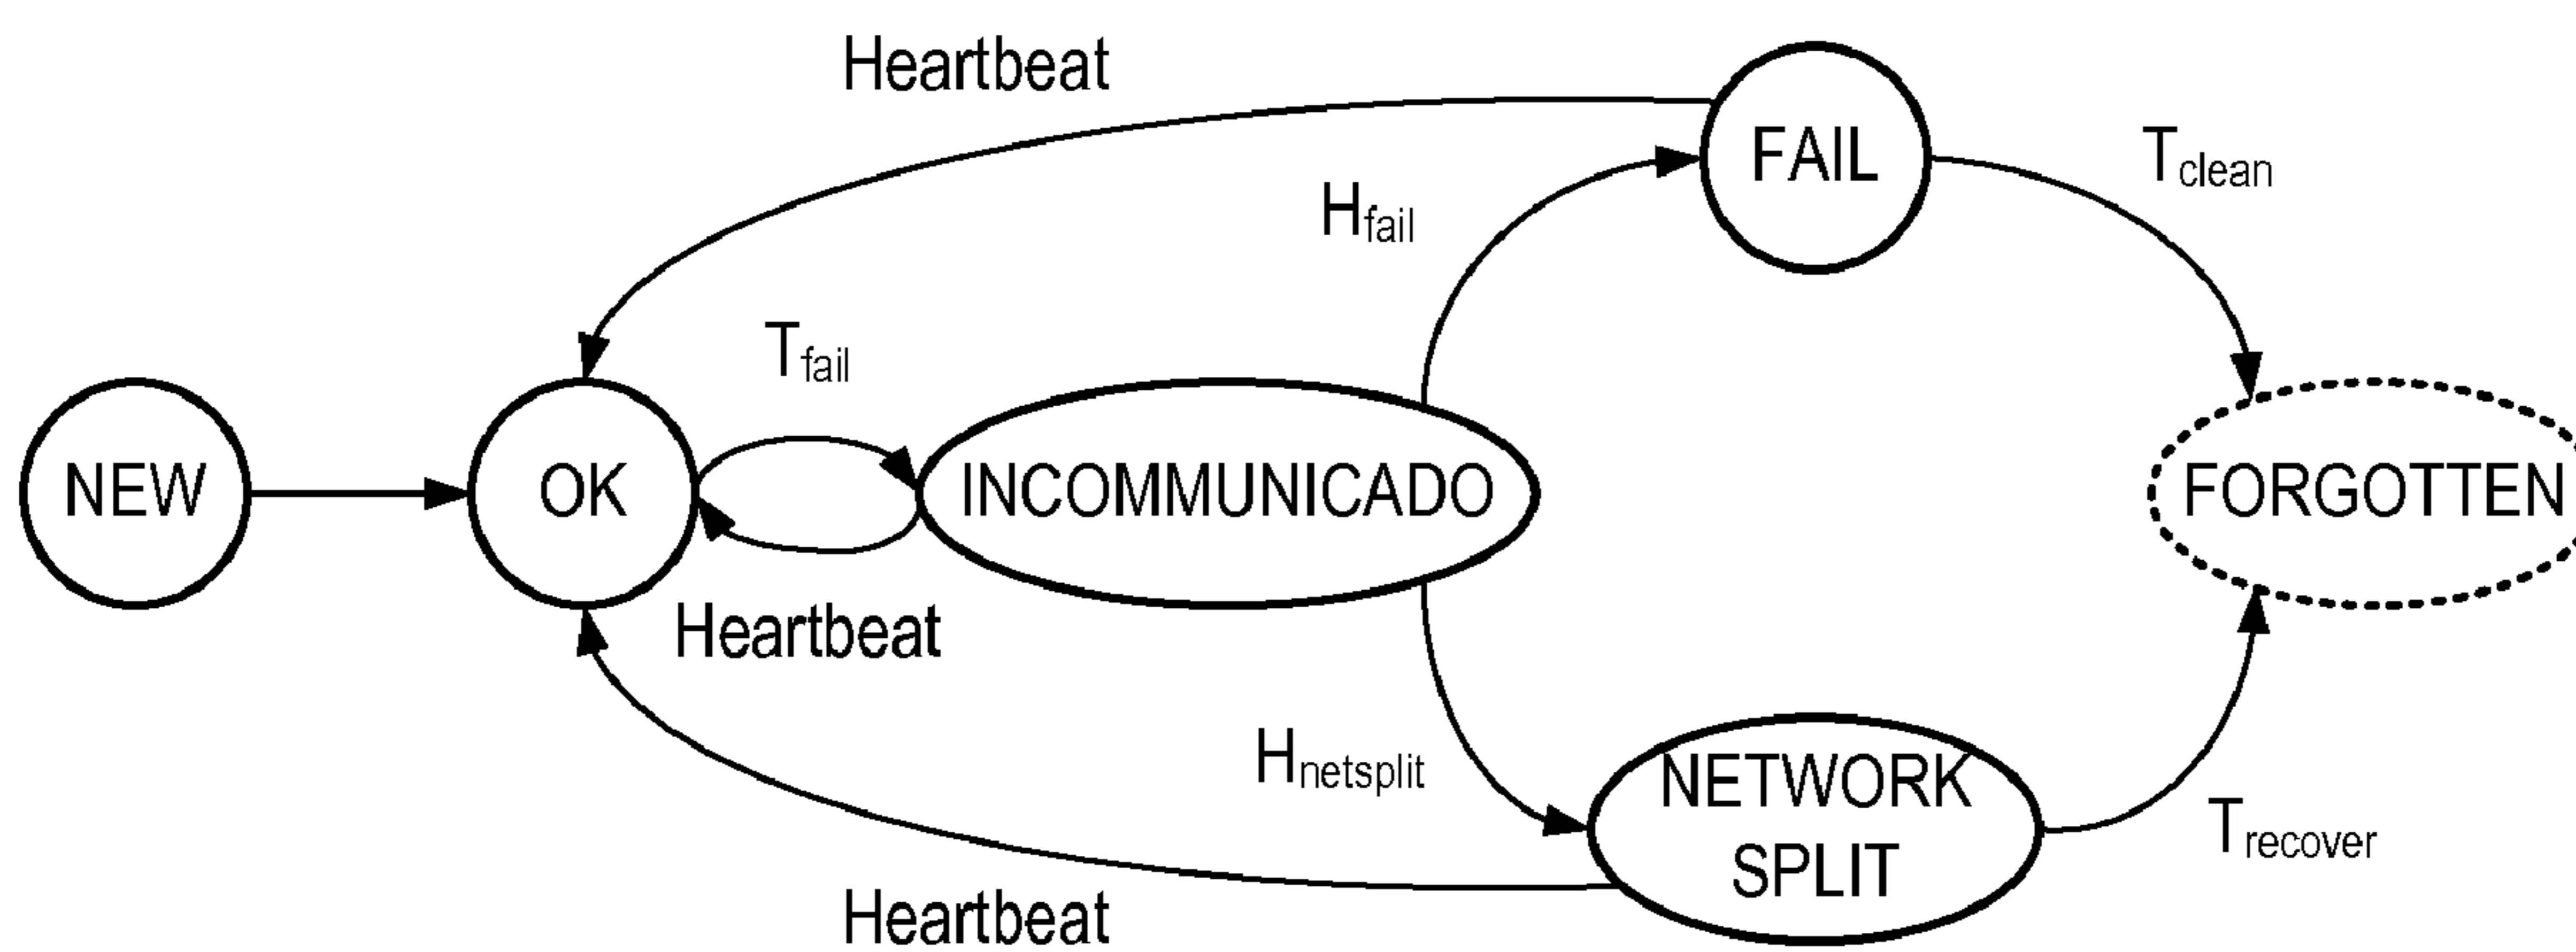 Heartbeat
FAIL
Tclean
Hfail
Tfail
NEW
OK
INCOMMUNICADO
FORGOTTEN
Heartbeat
Hnetsplit
NETWORK
SPLIT
Trecover
Heartbeat